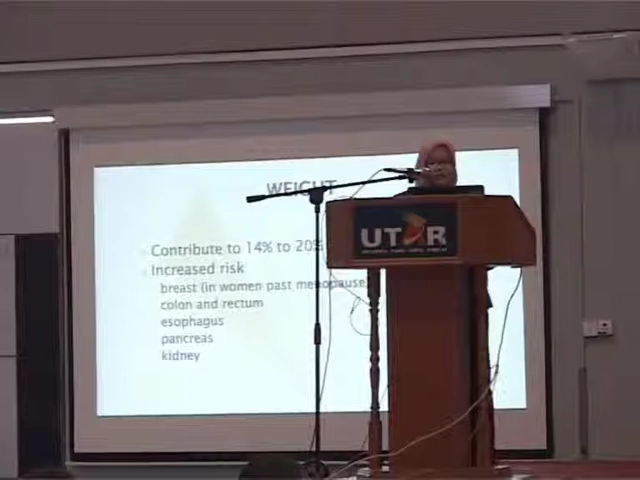 WEIGHT
Contribute to 14% to 20%
Increased risk
breast (in women past menopause
colon and rectum
esophagus
pancreas
kidney
UTAR